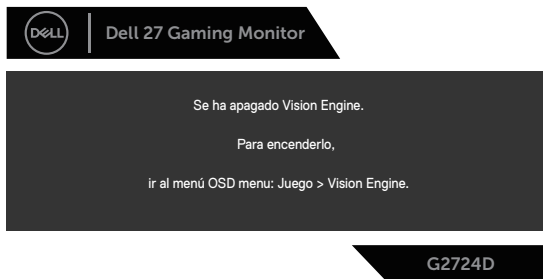 DELL
Dell 27 Gaming Monitor
Se ha apagado Vision Engine.
Para encenderlo,
ir al menú OSD menu: Juego > Vision Engine.
G2724D